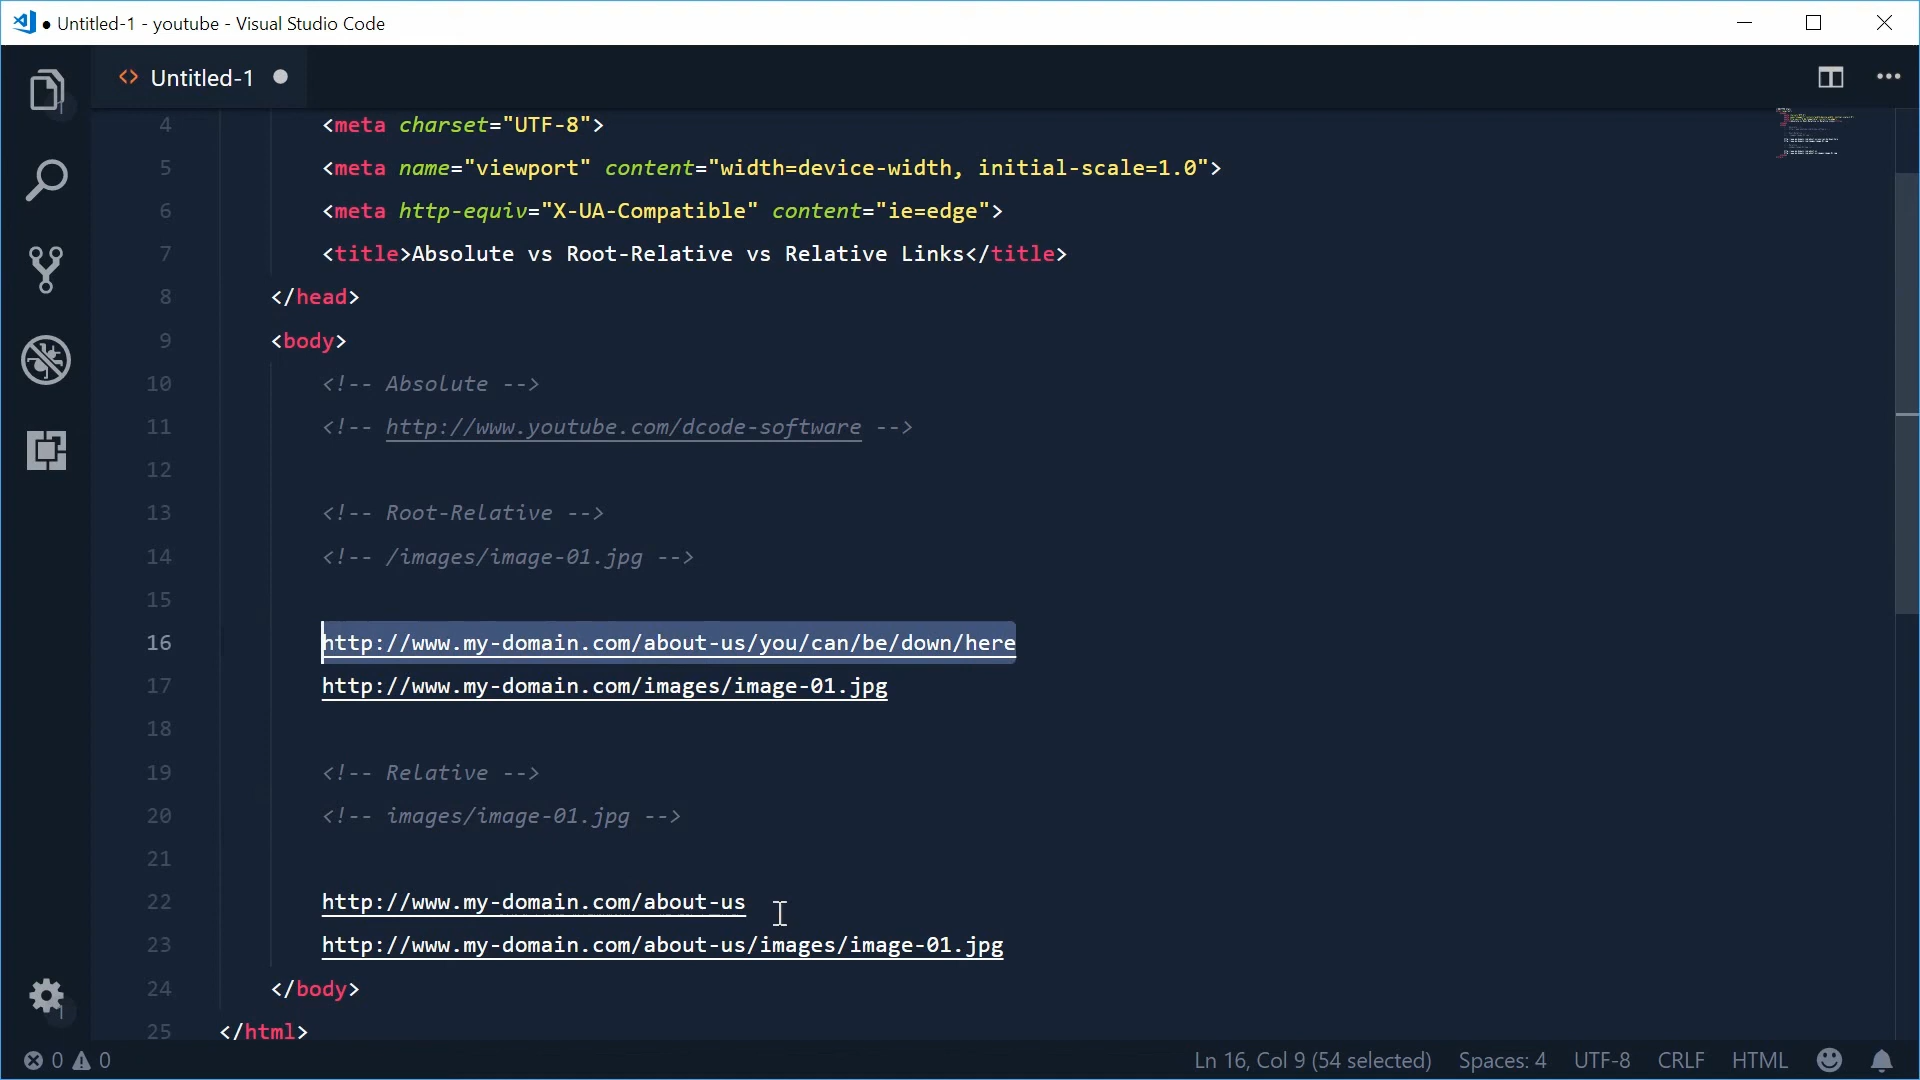 ● Untitled-1 - youtube - Visual Studio Code
<> Untitled-1 ●
4 <meta charset="UTF-8">
5 <meta name="viewport" content="width=device-width, initial-scale=1.0">
6 <meta http-equiv="X-UA-Compatible" content="ie=edge">
7 <title>Absolute vs Root-Relative vs Relative Links</title>
8 </head>
9 <body>
10 <!-- Absolute -->
11 <!-- http://www.youtube.com/dcode-software -->
12
13 <!-- Root-Relative -->
14 <!-- /images/image-01.jpg -->
15
16 http://www.my-domain.com/about-us/you/can/be/down/here
17 http://www.my-domain.com/images/image-01.jpg
18
19 <!-- Relative -->
20 <!-- images/image-01.jpg -->
21
22 http://www.my-domain.com/about-us
23 http://www.my-domain.com/about-us/images/image-01.jpg
24 </body>
25 </html>
0 0 Ln 16, Col 9 (54 selected) Spaces: 4 UTF-8 CRLF HTML